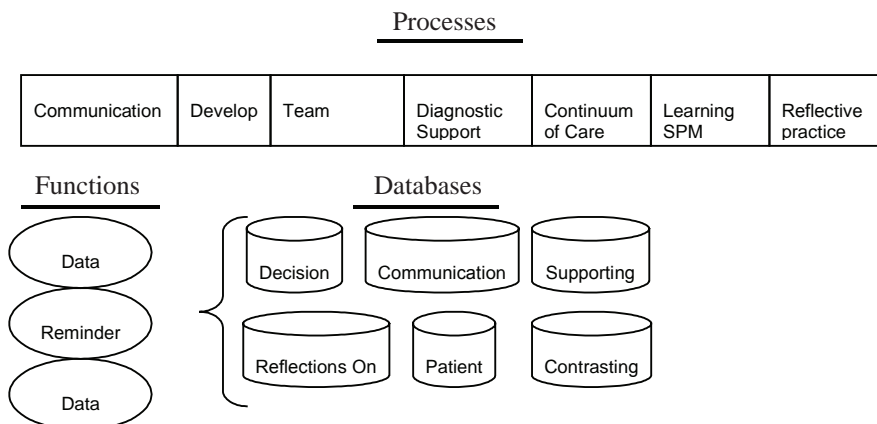 Processes
Communication
Develop
Team
Diagnostic
Support
Continuum
of Care
Learning
SPM
Reflective
practice
Functions
Databases
Data
Reminder
Data
Decision
Communication
Supporting
Reflections On
Patient
Contrasting